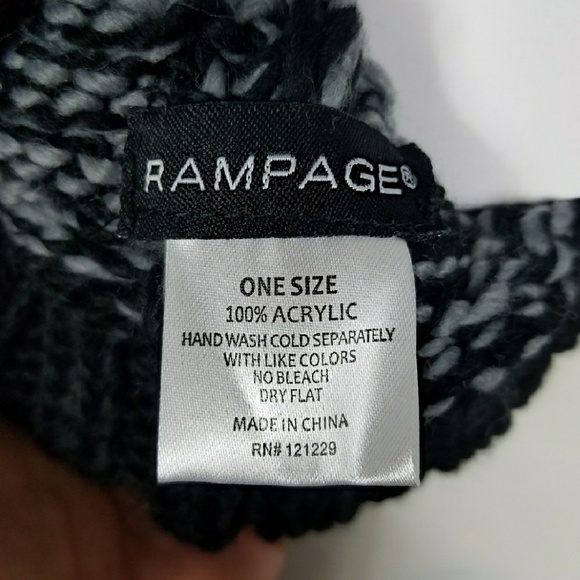 RAMPAGE®
ONE SIZE
100% ACRYLIC
HAND WASH COLD SEPARATELY
WITH LIKE COLORS
NO BLEACH
DRY FLAT
MADE IN CHINA
RN# 121229